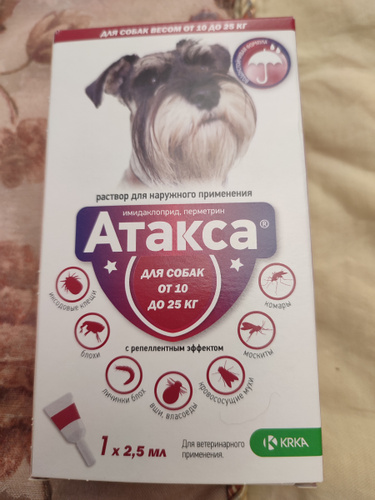 ДЛЯ СОБАК ВЕСОМ ОТ 10 ДО 25 КГ
раствор для наружного применения
имидаклоприд, перметрин
Атакса®
ДЛЯ СОБАК
ОТ 10
ДО 25 КГ
с репеллентным эффектом
иксодовые клещи
блохи
личинки блох
вши, власоеды
кровососущие мухи
москиты
комары
1 х 2,5 мл
Для ветеринарного
применения.
KRKA